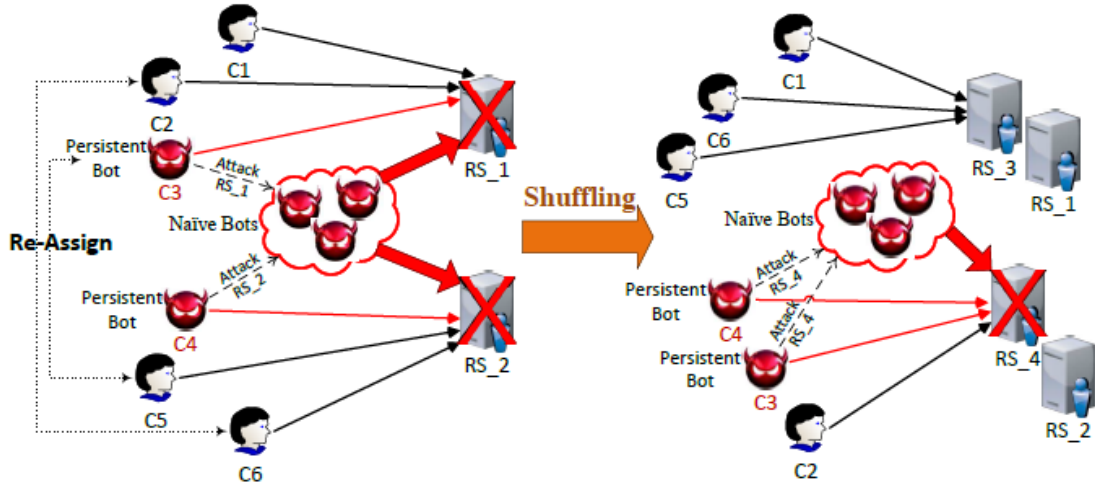 C1
C2
Persistent
Bot
C3
Attack
RS_1
RS_1
Naïve Bots
Re-Assign
Attack
RS_2
Persistent
Bot
C4
RS_2
C5
C6
Shuffling
C1
C6
C5
RS_3
RS_1
Naïve Bots
Attack
RS_4
Persistent
Bot
C4
Attack
RS_4
Persistent
Bot
C3
RS_4
C2
RS_2